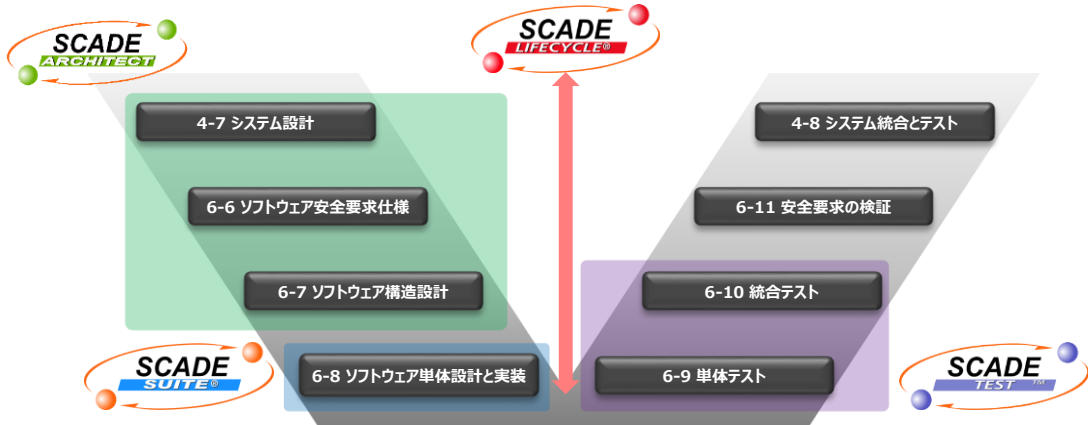 SCADE
ARCHITECT
SCADE
LIFECYCLE®
4-7 システム設計
4-8 システム統合とテスト
6-6 ソフトウェア安全要求仕様
6-11 安全要求の検証
6-7 ソフトウェア構造設計
6-10 統合テスト
SCADE
SUITE®
6-8 ソフトウェア単体設計と実装
6-9 単体テスト
SCADE
TEST™